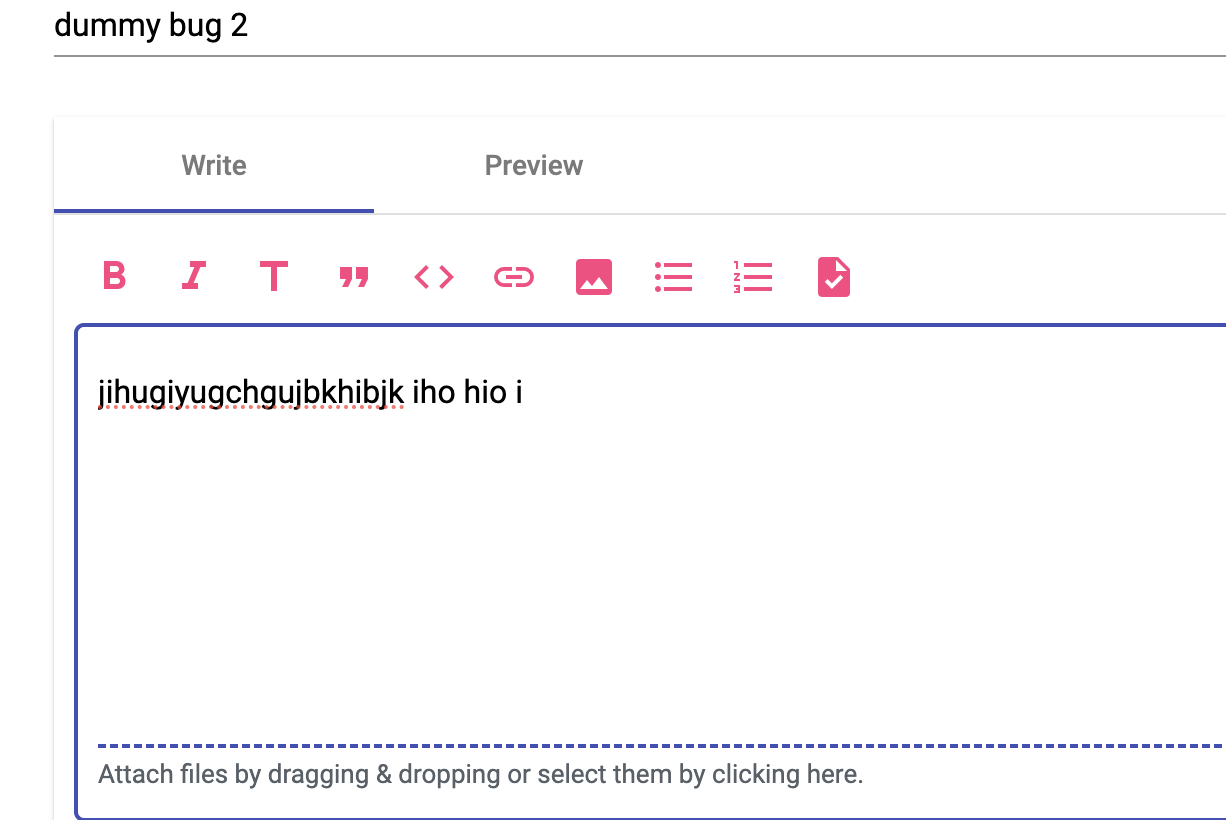 dummy bug 2
Write Preview
jihugiyugchgujbkhibjk iho hio i
Attach files by dragging & dropping or select them by clicking here.